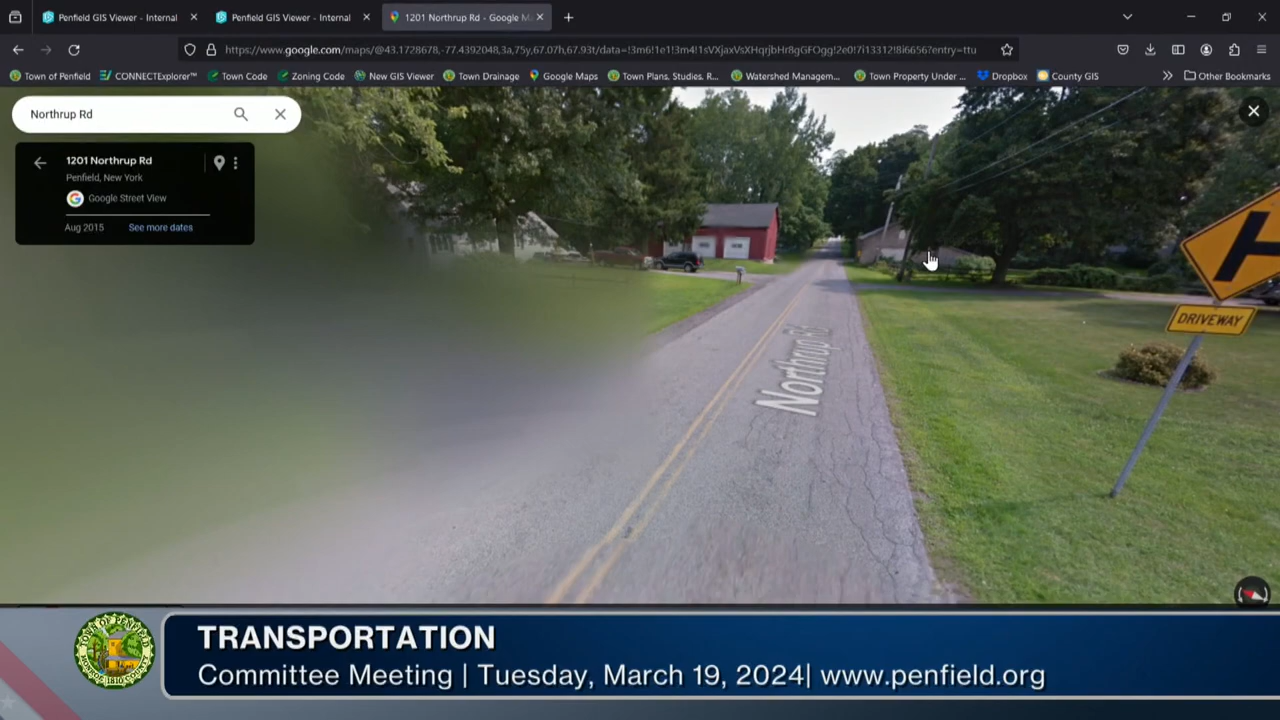 Penfield GIS Viewer - Internal
Penfield GIS Viewer - Internal
1201 Northrup Rd - Google M
https://www.google.com/maps/@43.1728678,-77.4392048,3a,75y,67.07h,67.93t/data=!3m6!1e1!3m4!1sVXjaxVsXHqrjbHr8gGFOgg!2e0!7i13312!8i6656?entry=ttu
Town of Penfield
CONNECTExplorer™
Town Code
Zoning Code
New GIS Viewer
Town Drainage
Google Maps
Town Plans, Studies, R...
Watershed Managem...
Town Property Under ...
Dropbox
County GIS
Other Bookmarks
Northrup Rd
1201 Northrup Rd
Penfield, New York
Google Street View
Aug 2015
See more dates
DRIVEWAY
Northrup Rd
TOWN OF PENFIELD
TRANSPORTATION
Committee Meeting | Tuesday, March 19, 2024| www.penfield.org